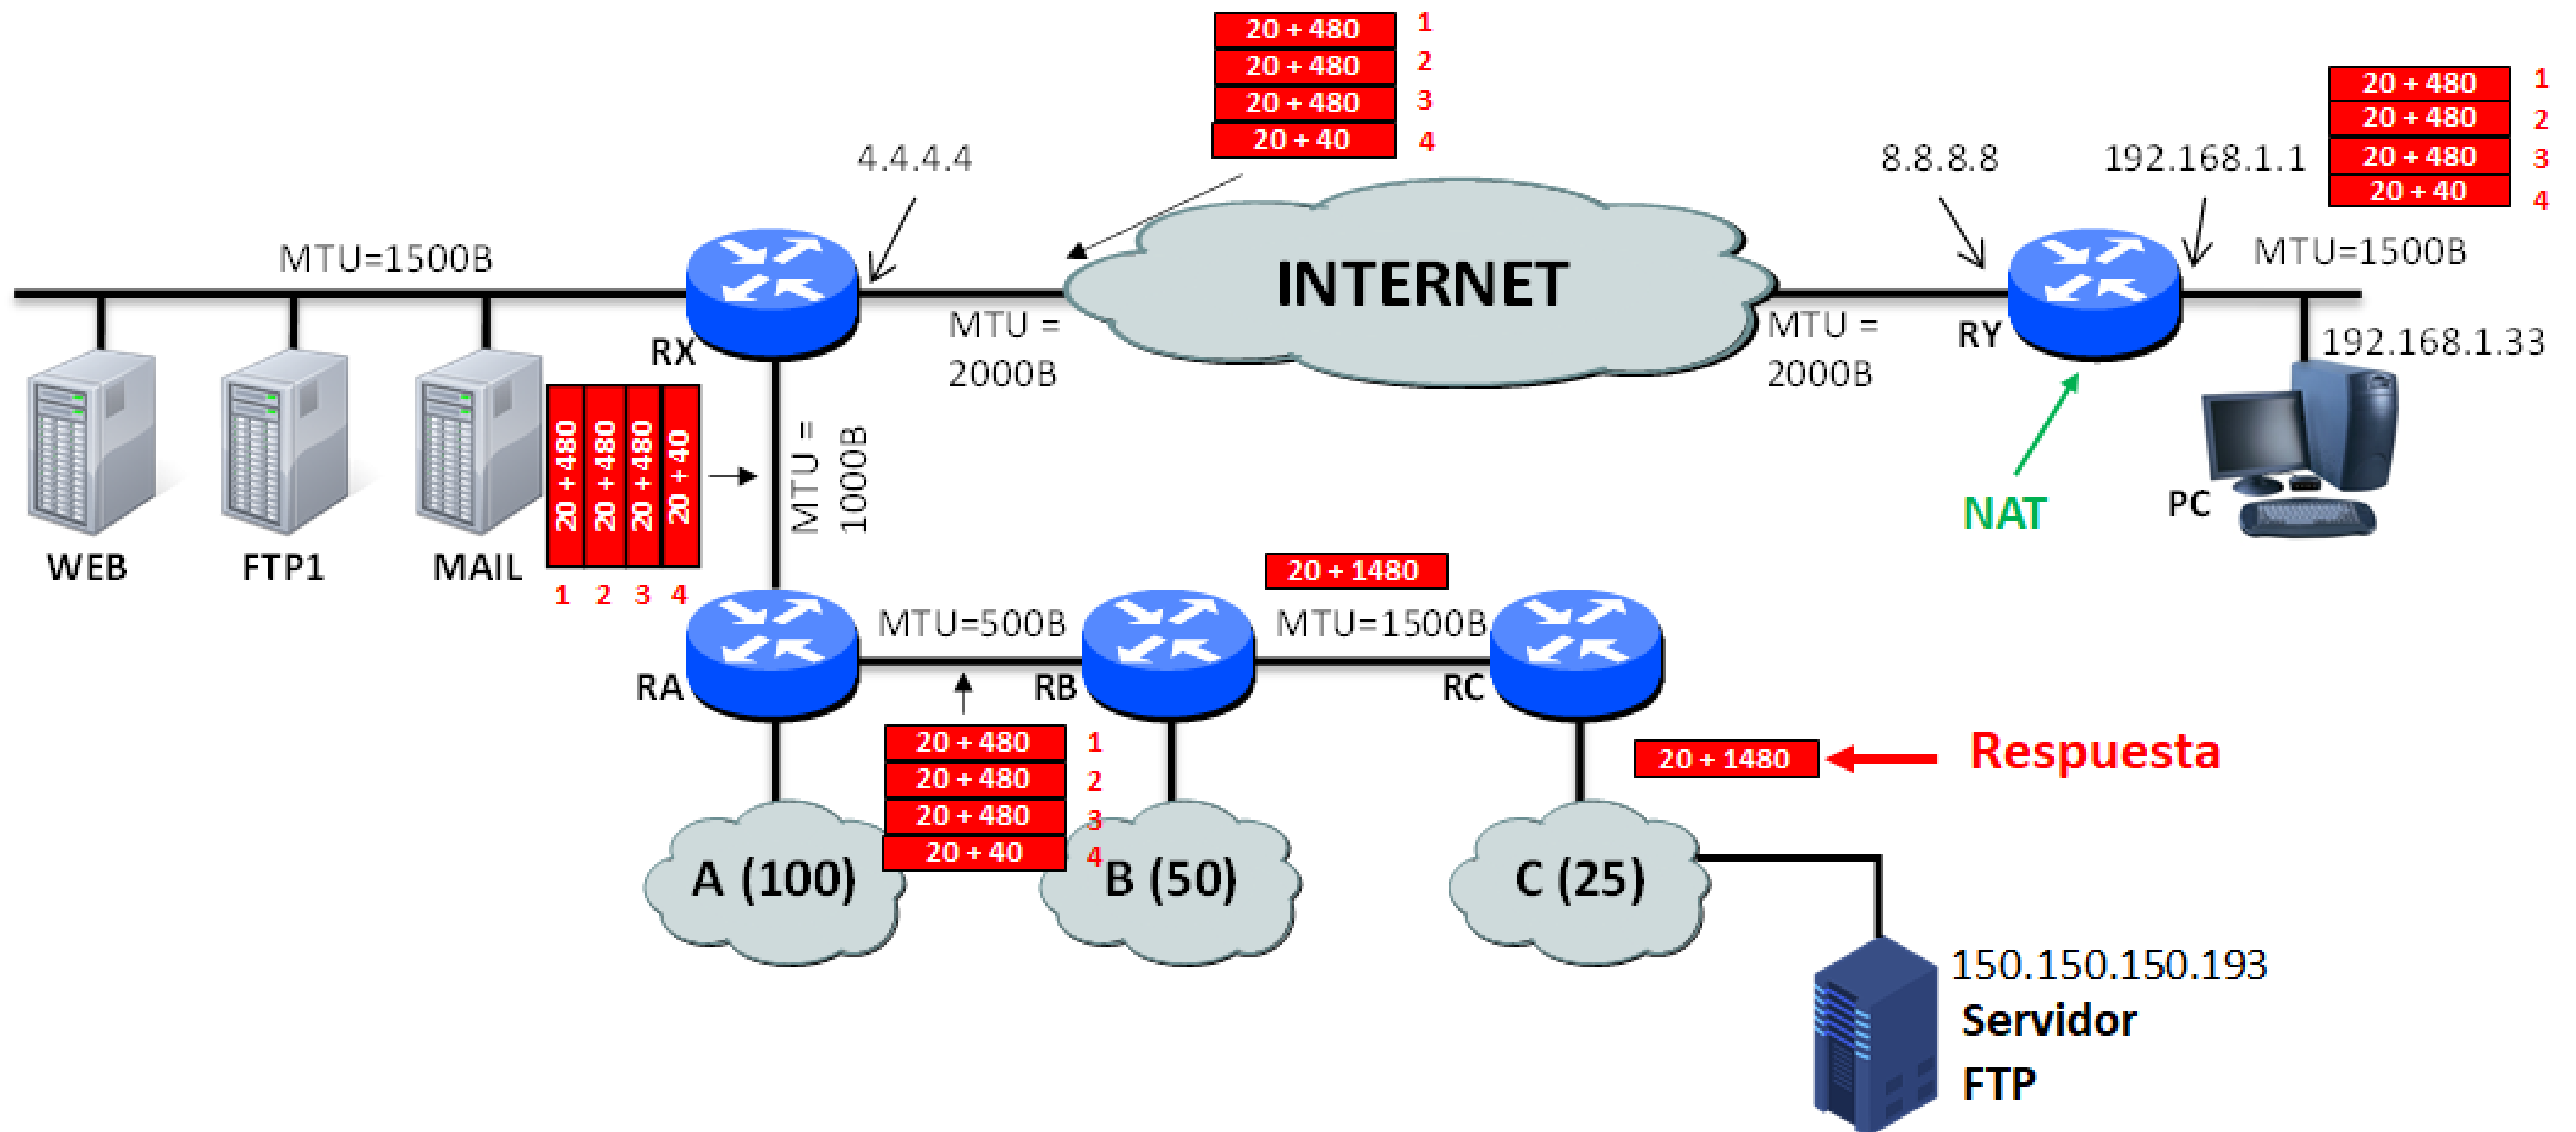 20 + 480 1
20 + 480 2
20 + 480 3
20 + 40 4
20 + 480 1
20 + 480 2
20 + 480 3
20 + 40 4
4.4.4.4
8.8.8.8
192.168.1.1
MTU=1500B
INTERNET
MTU=1500B
RX
MTU =
2000B
MTU =
2000B
RY
192.168.1.33
20 + 480
20 + 480
20 + 480
20 + 40
MTU =
1000B
NAT
PC
WEB
FTP1
MAIL
1 2 3 4
20 + 1480
MTU=500B
MTU=1500B
RA
RB
RC
20 + 480 1
20 + 480 2
20 + 480 3
20 + 40 4
20 + 1480
Respuesta
A (100)
B (50)
C (25)
150.150.150.193
Servidor
FTP